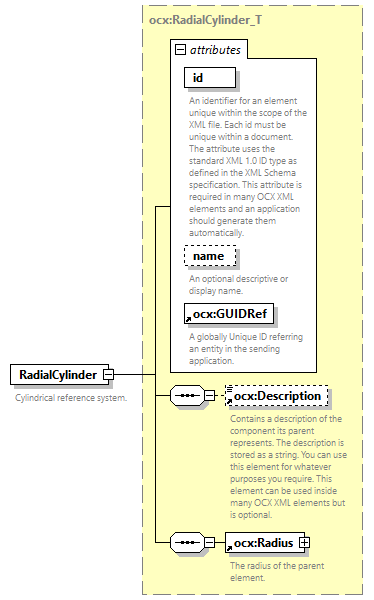 ocx:RadialCylinder_T
attributes
id
An identifier for an element
unique within the scope of the
XML file. Each id must be
unique within a document.
The attribute uses the
standard XML 1.0 ID type as
defined in the XML Schema
specification. This attribute is
required in many OCX XML
elements and an application
should generate them
automatically.
name
An optional descriptive or
display name.
ocx:GUIDRef
A globally Unique ID referring
an entity in the sending
application.
RadialCylinder
Cylindrical reference system.
ocx:Description
Contains a description of the
component its parent
represents. The description is
stored as a string. You can use
this element for whatever
purposes you require. This
element can be used inside
many OCX XML elements but
is optional.
ocx:Radius
The radius of the parent
element.